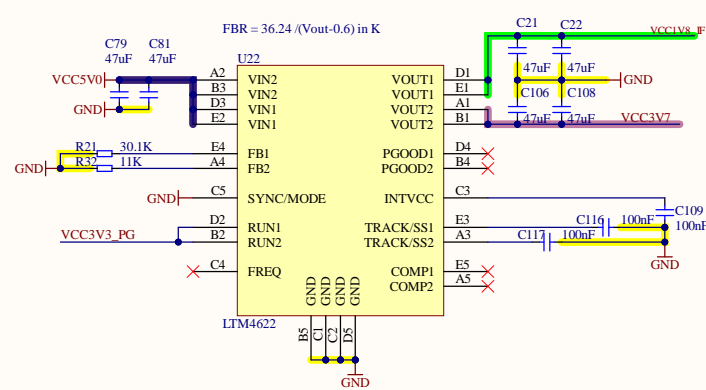 FBR = 36.24 /(Vout-0.6) in K
C79
47uF
C81
47uF
U22
C21
C22
VCC1V8_IF
VCC5V0
A2
VIN2
VOUT1
D1
47uF
47uF
GND
B3
VIN2
VOUT1
E1
GND
D3
VIN1
VOUT2
A1
C106
C108
E2
VIN1
VOUT2
B1
47uF
47uF
VCC3V7
R21
30.1K
E4
FB1
PGOOD1
D4
GND
R32
11K
A4
FB2
PGOOD2
B4
GND
C5
SYNC/MODE
INTVCC
C3
C109
100nF
D2
RUN1
TRACK/SS1
E3
C116
100nF
VCC3V3_PG
B2
RUN2
TRACK/SS2
A3
C117
100nF
GND
C4
FREQ
COMP1
E5
COMP2
A5
GND
GND
GND
GND
LTM4622
B5
C1
C2
D5
GND